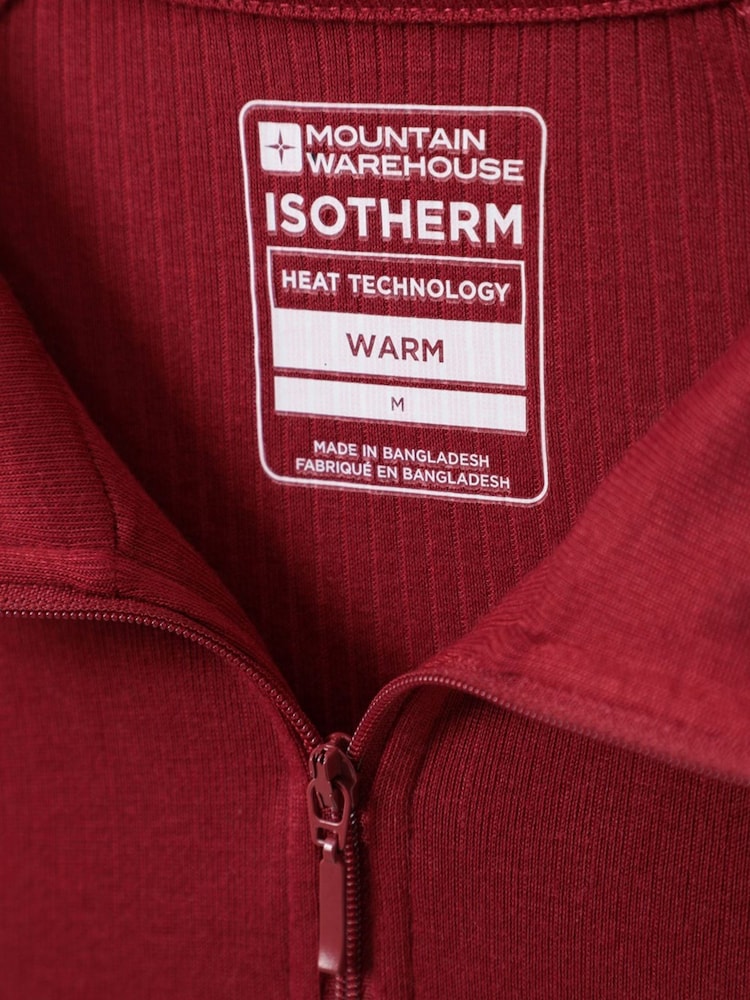 MOUNTAIN
WAREHOUSE
ISOTHERM
HEAT TECHNOLOGY
WARM
M
MADE IN BANGLADESH
FABRIQUÉ EN BANGLADESH